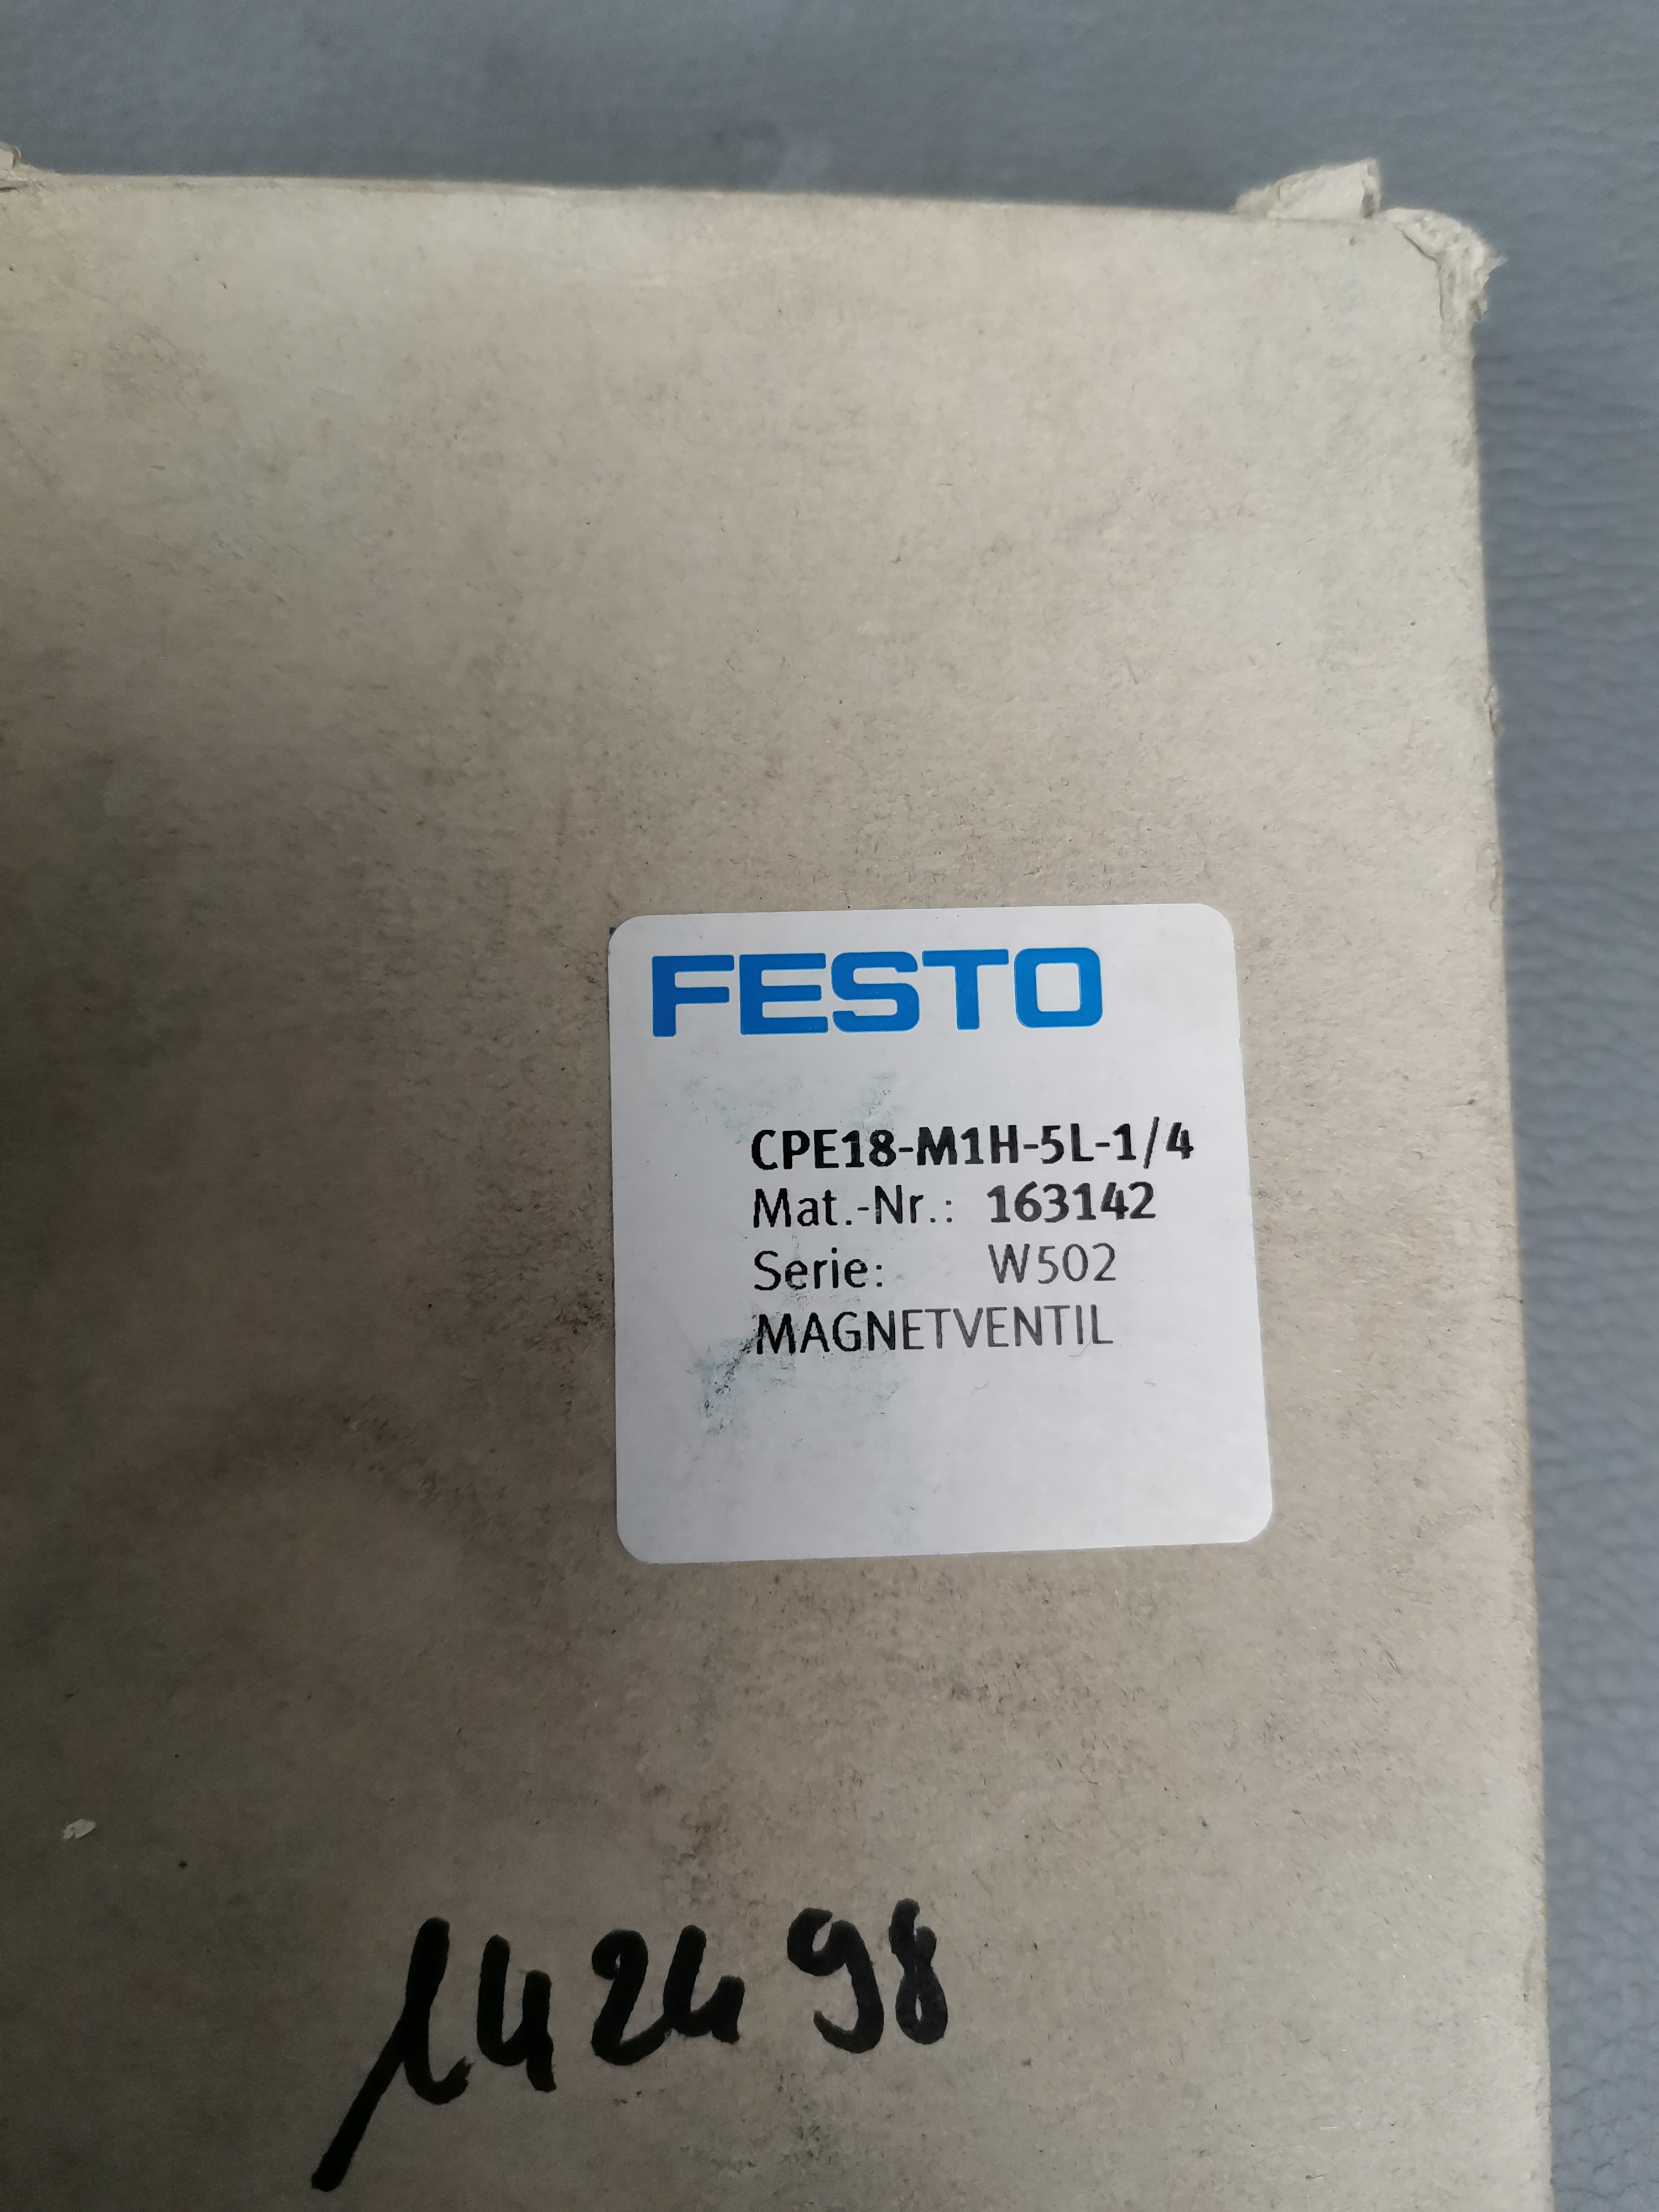 FESTO
CPE18-M1H-5L-1/4
Mat.-Nr.: 163142
Serie: W502
MAGNETVENTIL
142498